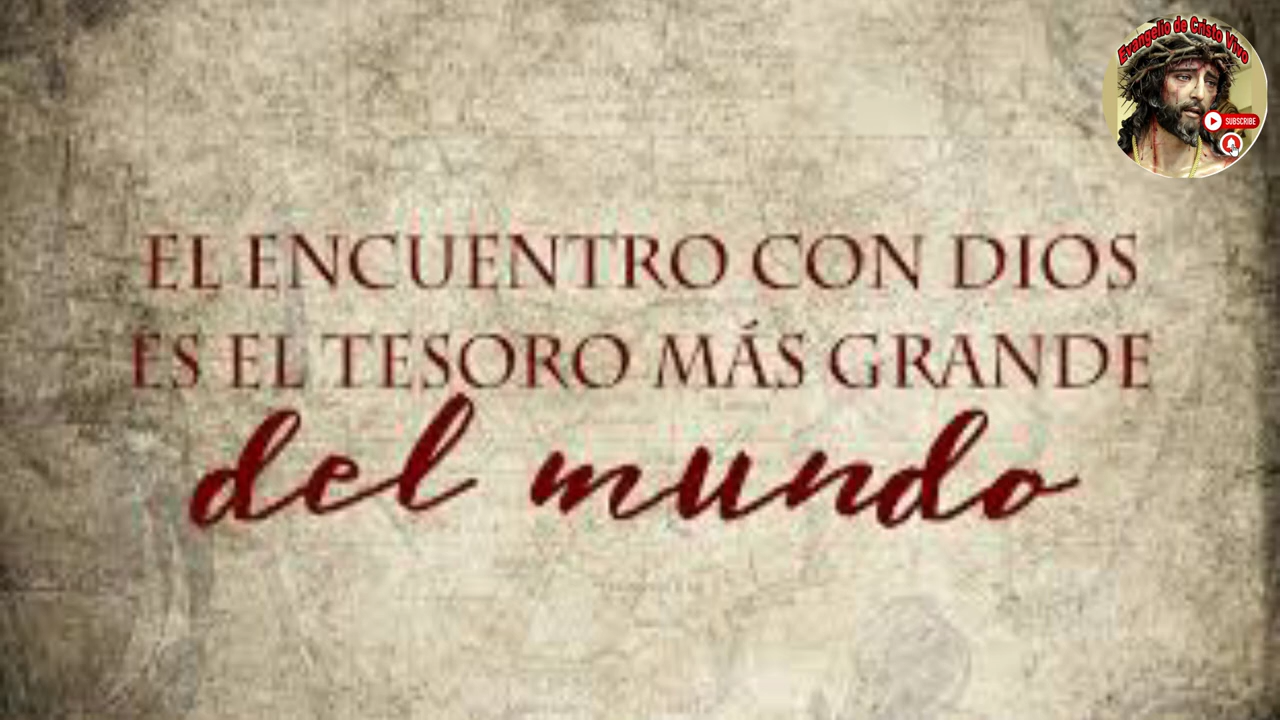 Evangelio de Cristo Vivo
SUBSCRIBE
EL ENCUENTRO CON DIOS
ES EL TESORO MÁS GRANDE
del mundo